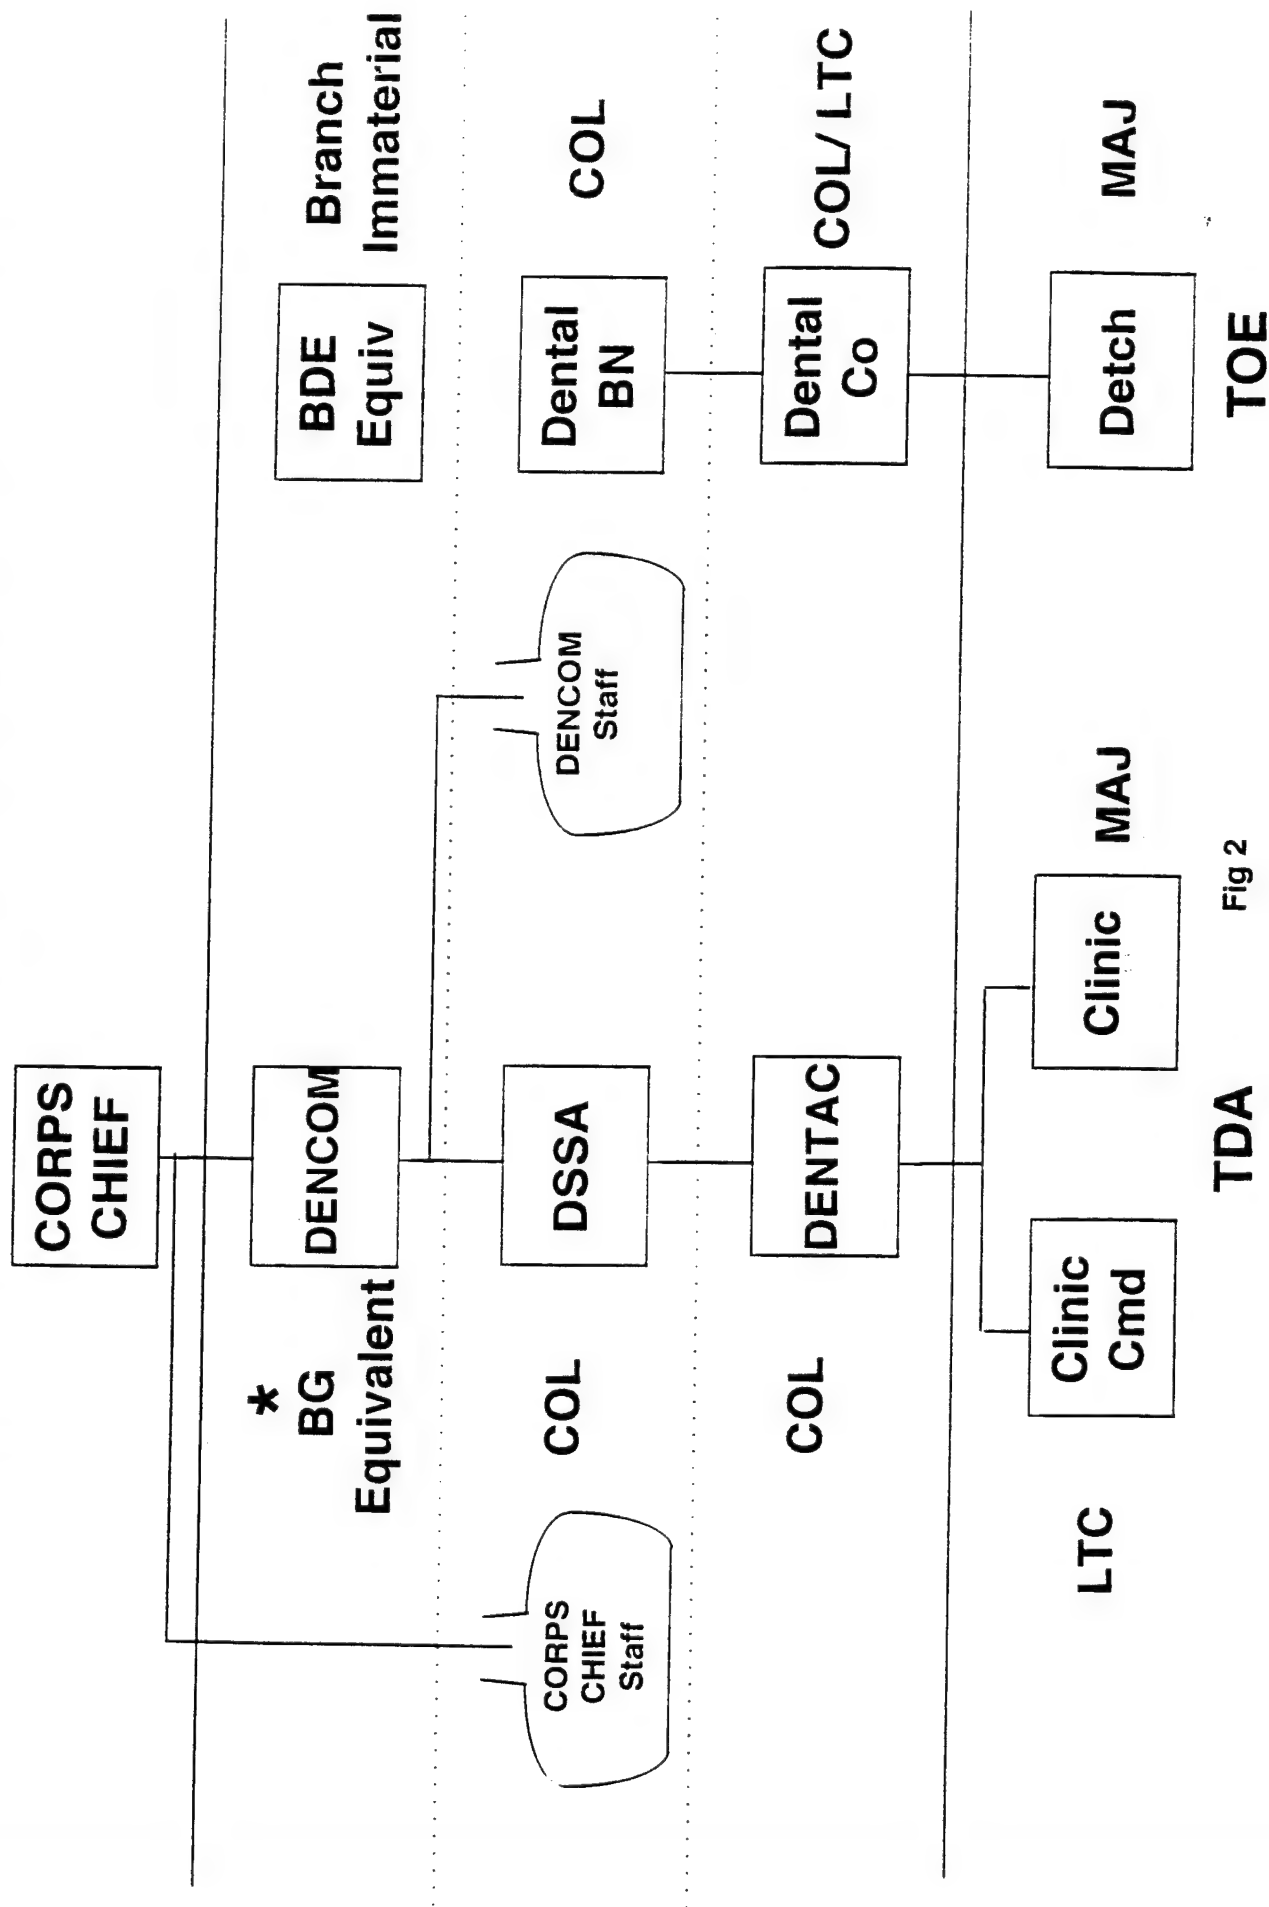 CORPS
CHIEF
*
BG
Equivalent
DENCOM
BDE
Equiv
Branch
Immaterial
CORPS
CHIEF
Staff
COL
DSSA
DENCOM
Staff
Dental
BN
COL
COL
DENTAC
Dental
Co
COL/ LTC
LTC
Clinic
Cmd
Clinic
MAJ
Detch
MAJ
TDA
Fig 2
TOE